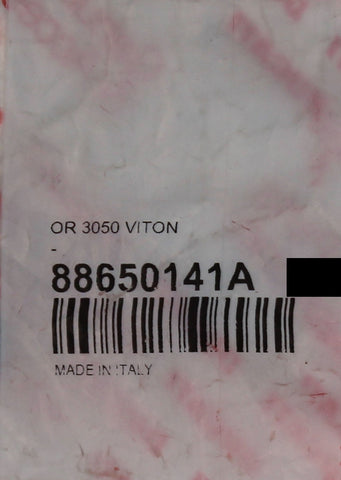 OR 3050 VITON
-
88650141A
MADE IN ITALY